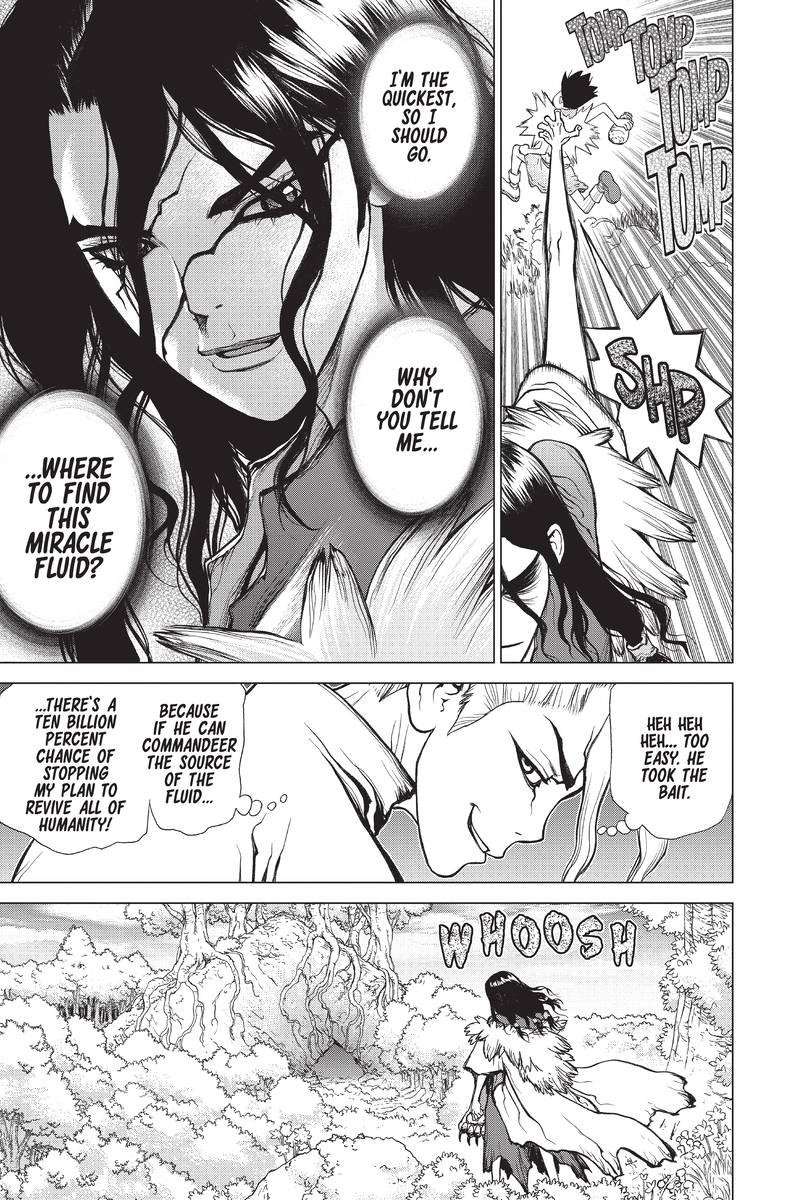 TOMP
TOMP
TOMP
TOMP
SHP
I'M THE
QUICKEST,
SO I
SHOULD
GO.
WHY
DON'T
YOU TELL
ME...
...WHERE
TO FIND
THIS
MIRACLE
FLUID?
HEH HEH
HEH... TOO
EASY. HE
TOOK THE
BAIT.
BECAUSE
IF HE CAN
COMMANDEER
THE SOURCE
OF THE
FLUID...
...THERE'S A
TEN BILLION
PERCENT
CHANCE OF
STOPPING
MY PLAN TO
REVIVE ALL OF
HUMANITY!
WHOOSH